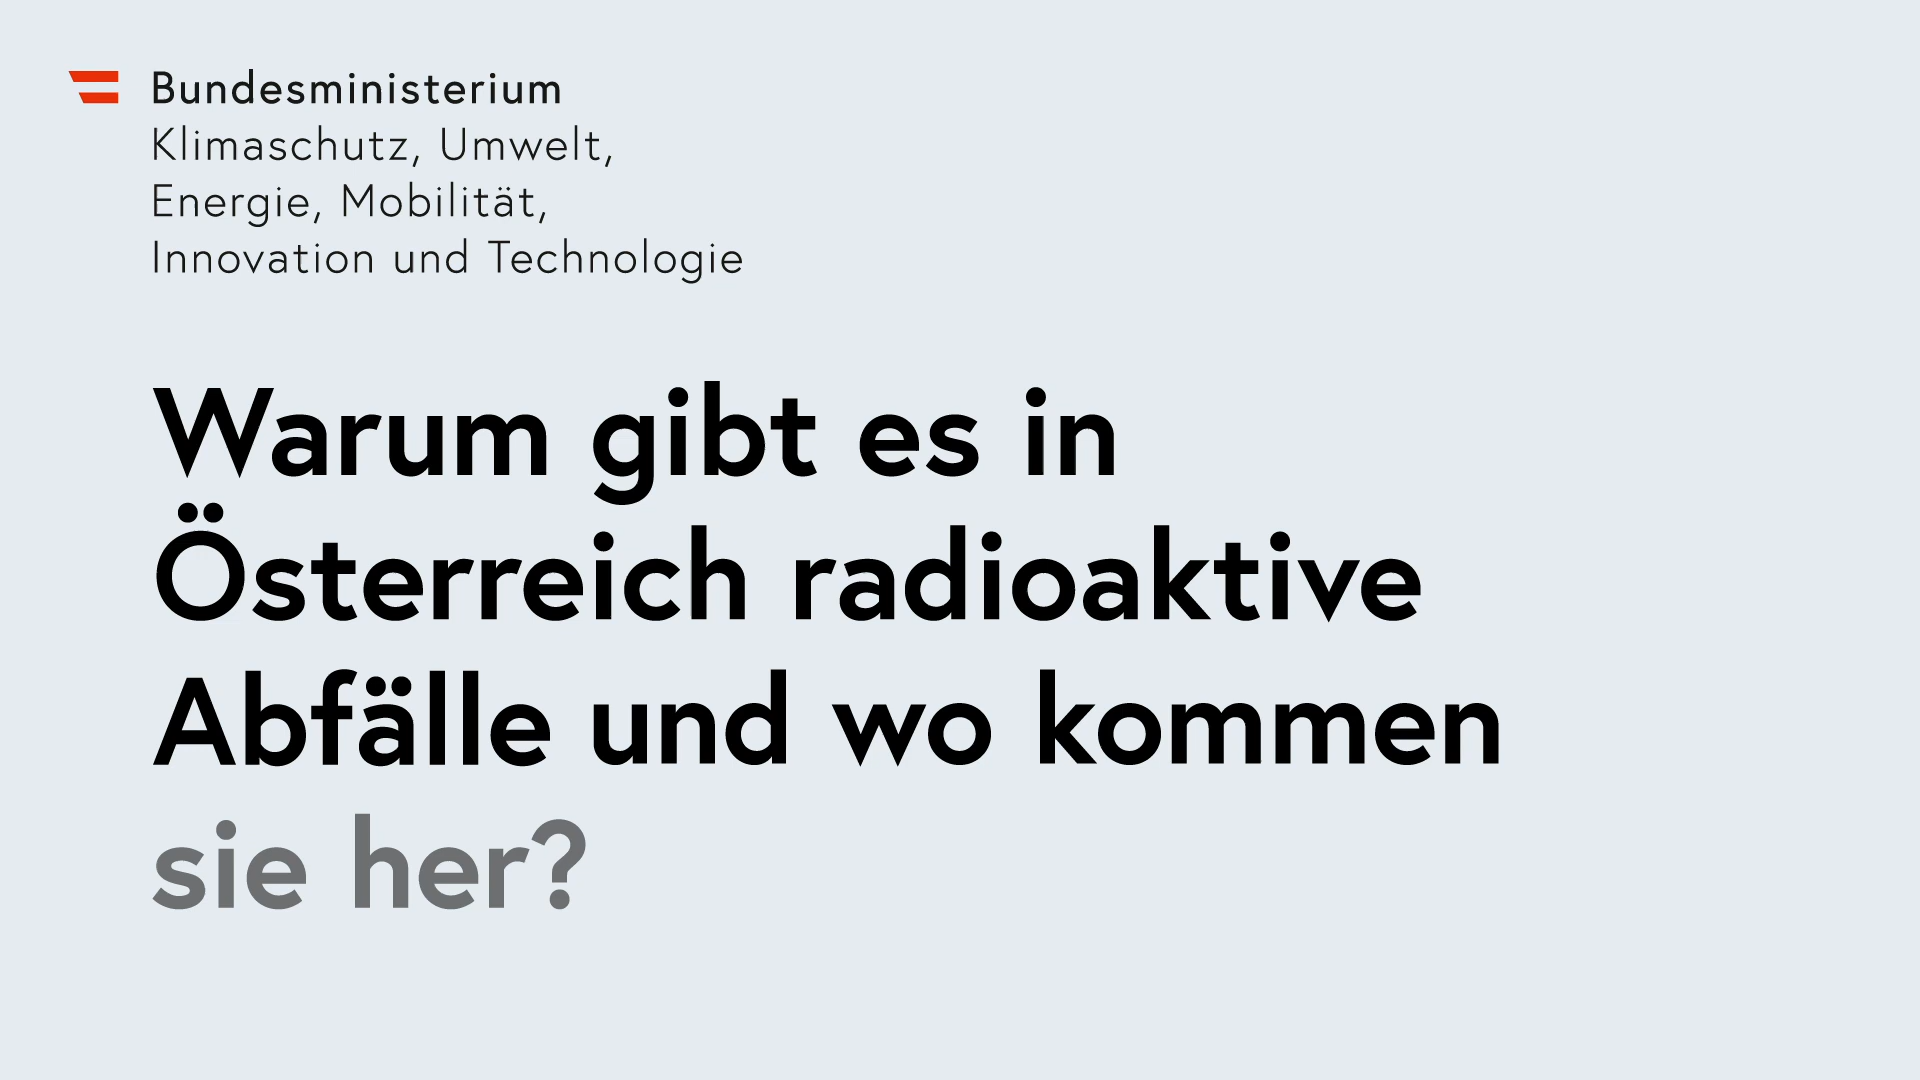 Bundesministerium
Klimaschutz, Umwelt,
Energie, Mobilität,
Innovation und Technologie
Warum gibt es in
Österreich radioaktive
Abfälle und wo kommen
sie her?